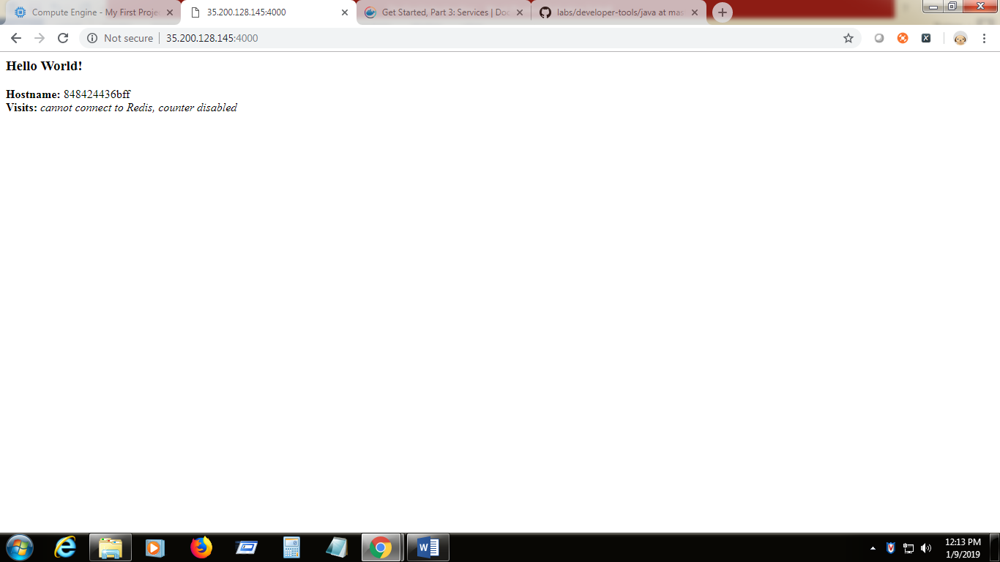 Compute Engine - My First Proje
35.200.128.145:4000
Get Started, Part 3: Services | Doc
labs/developer-tools/java at mas
Not secure
35.200.128.145:4000
Hello World!
Hostname: 848424436bff
Visits: cannot connect to Redis, counter disabled
12:13 PM
1/9/2019